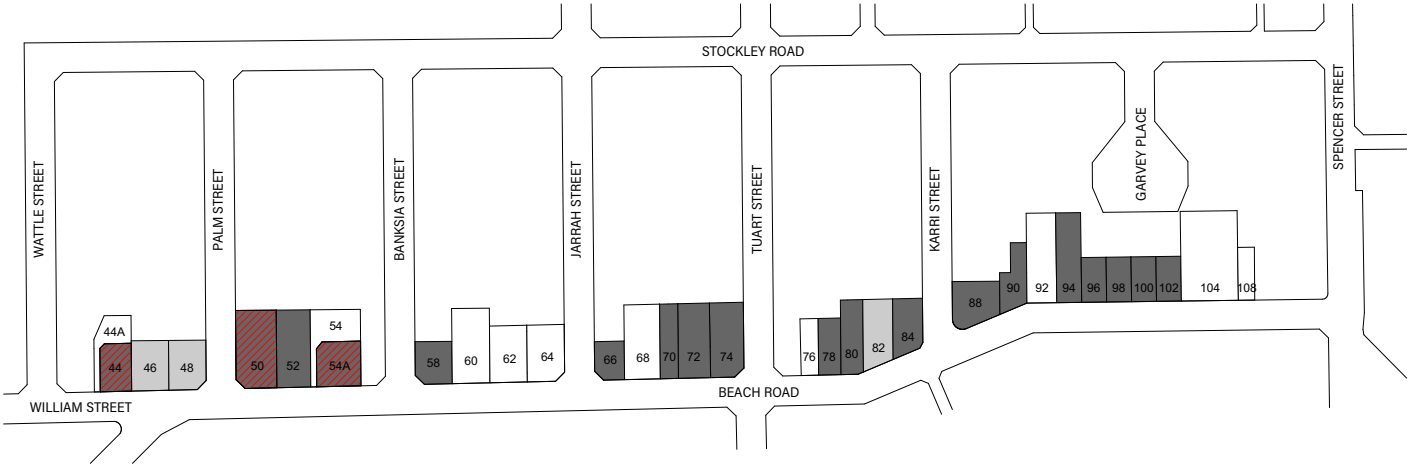 STOCKLEY ROAD
WATTLE STREET
PALM STREET
BANKSIA STREET
JARRAH STREET
TUART STREET
KARRI STREET
GARVEY PLACE
SPENCER STREET
44A
44
46
48
50
52
54
54A
58
60
62
64
66
68
70
72
74
76
78
80
82
84
88
90
92
94
96
98
100
102
104
108
BEACH ROAD
WILLIAM STREET